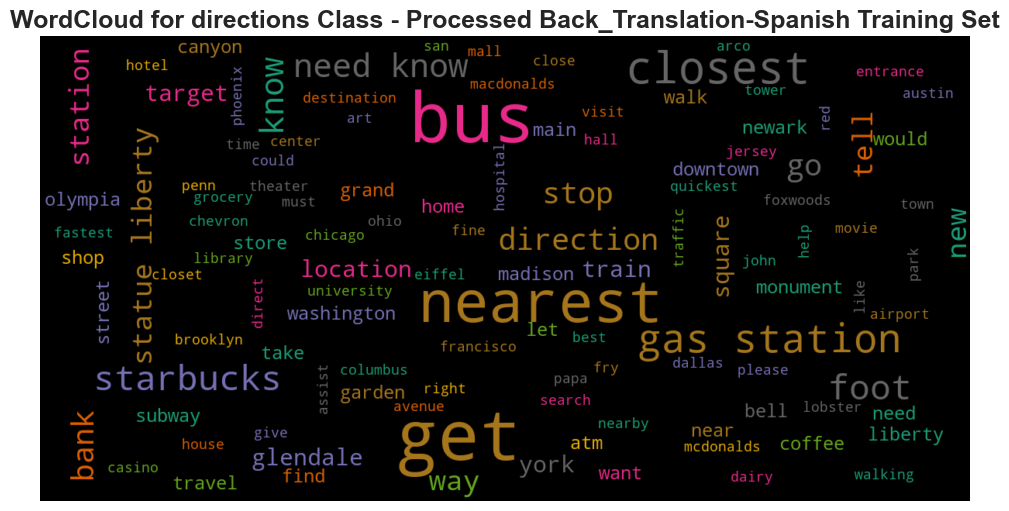 WordCloud for directions Class - Processed Back_Translation-Spanish Training Set
canyon
san
mall
close
arco
hotel
need know
closest
entrance
station
target
phoenix
know
destination
macdonalds
walk
tower
austin
art
bus
visit
main
hall
newark
red
tell
would
time
center
could
statue liberty
jersey
downtown
go
hospital
olympia
penn
grocery
theater
must
grand
home
stop
quickest
foxwoods
town
new
fastest
chevron
ohio
store
chicago
fine
direction
traffic
square
help
movie
shop
library
closet
location
eiffel
madison
train
john
monument
park
street
direct
university
washington
nearest
like
airport
brooklyn
take
francisco
let
best
gas station
starbucks
assist
columbus
papa
fry
dallas
please
foot
garden
right
search
bank
subway
avenue
get
nearby
bell
lobster
need
house
give
atm
near
mcdonalds
coffee
liberty
casino
glendale
find
york
want
dairy
walking
travel
way